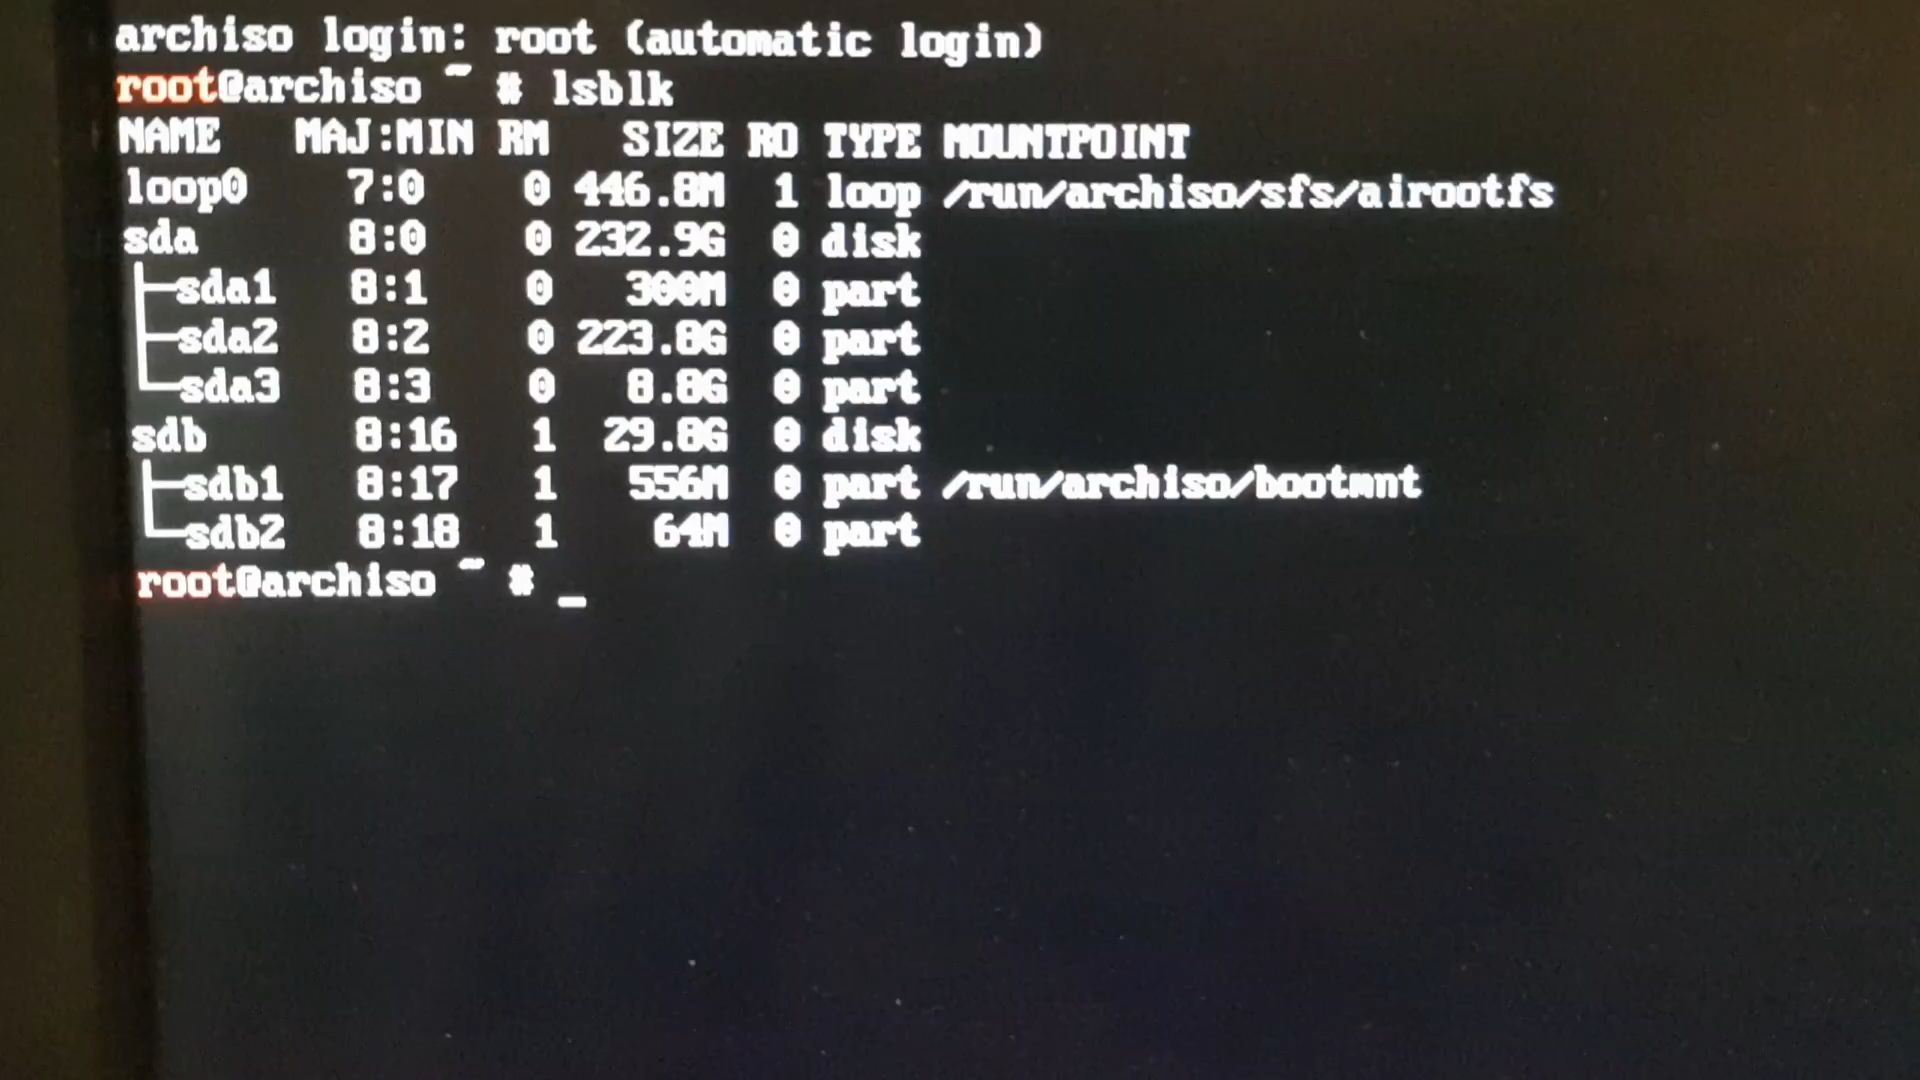 archiso login: root (automatic login)
root@archiso ~ # lsblk
NAME MAJ:MIN RM SIZE RO TYPE MOUNTPOINT
loop0 7:0 0 446.8M 1 loop /run/archiso/sfs/airootfs
sda 8:0 0 232.9G 0 disk
├─sda1 8:1 0 300M 0 part
├─sda2 8:2 0 223.8G 0 part
└─sda3 8:3 0 8.8G 0 part
sdb 8:16 1 29.8G 0 disk
├─sdb1 8:17 1 556M 0 part /run/archiso/bootmnt
└─sdb2 8:18 1 64M 0 part
root@archiso ~ # _